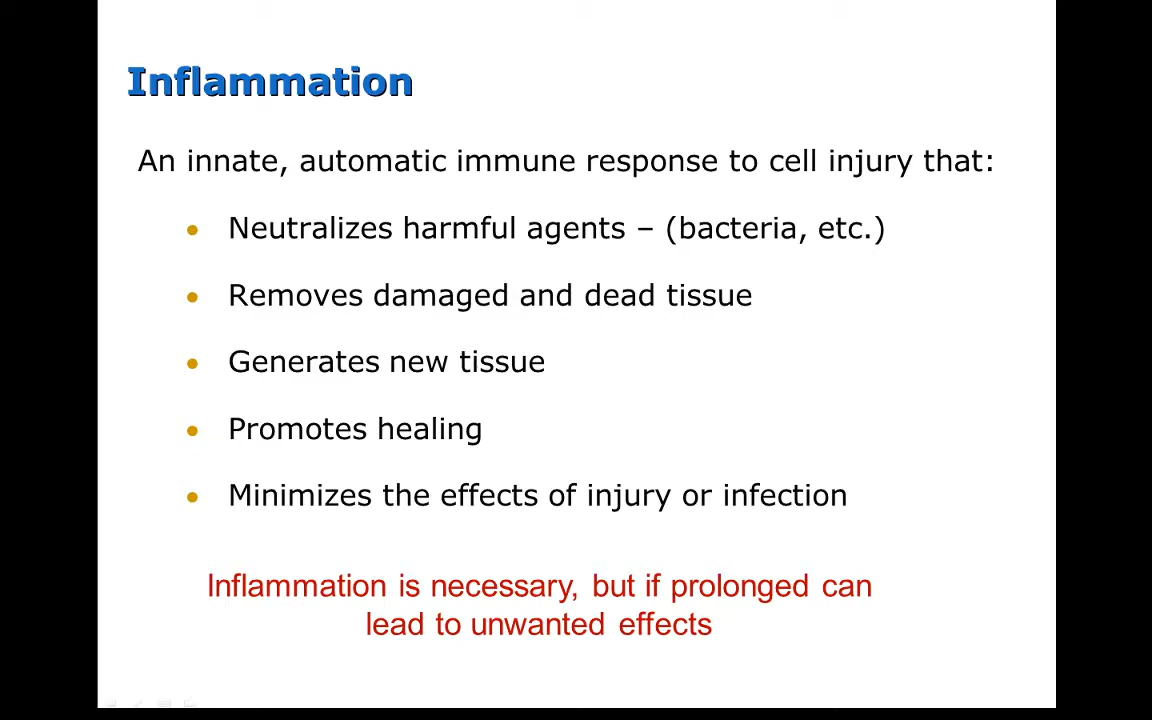 Inflammation
An innate, automatic immune response to cell injury that:
• Neutralizes harmful agents – (bacteria, etc.)
• Removes damaged and dead tissue
• Generates new tissue
• Promotes healing
• Minimizes the effects of injury or infection
Inflammation is necessary, but if prolonged can
lead to unwanted effects